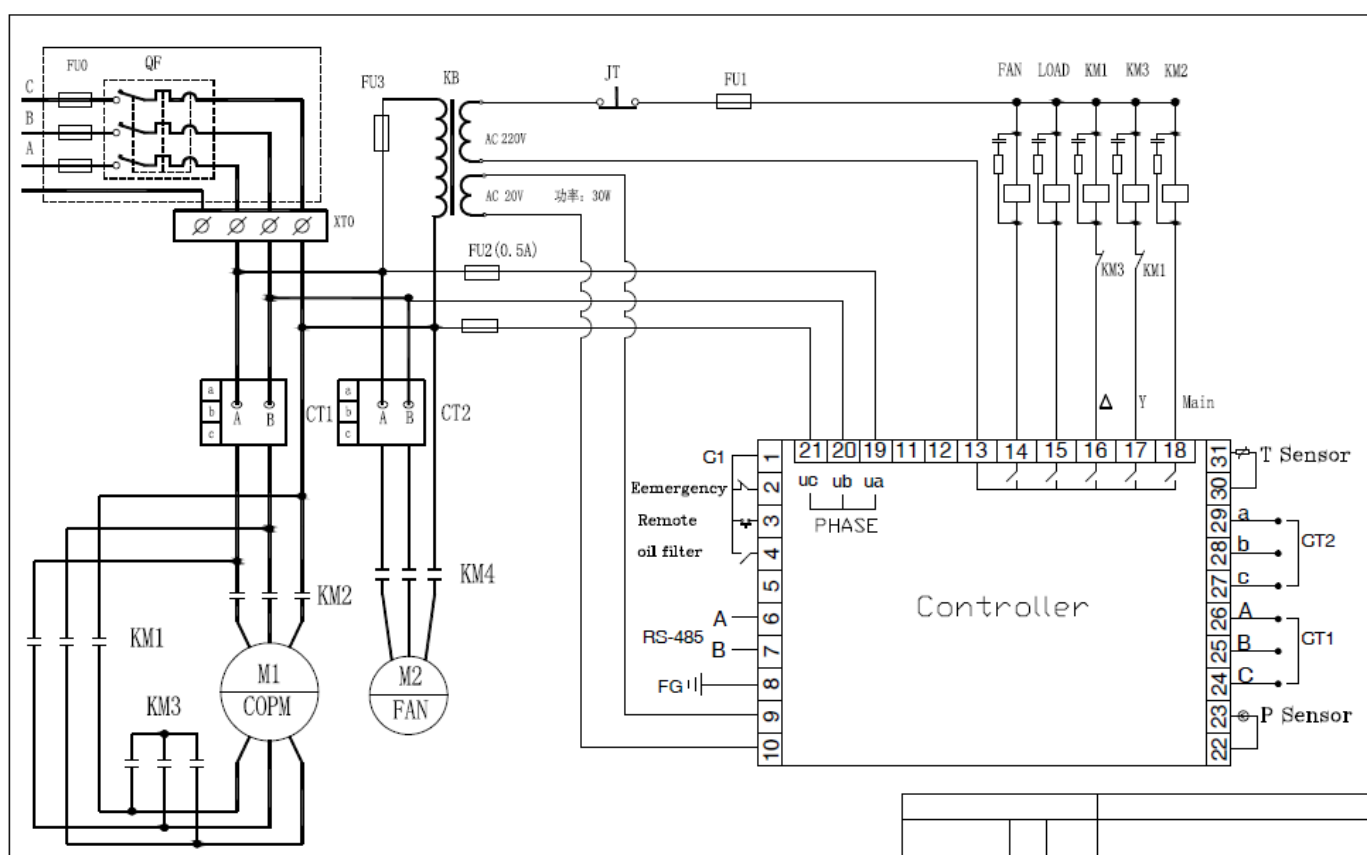 FU0
QF
C
B
A
XT0
FU3
KB
AC 220V
AC 20V
功率: 30W
JT
FU1
FAN LOAD KM1 KM3 KM2
KM3
KM1
FU2(0.5A)
a
b
c
A B
CT1
a
b
c
A B
CT2
Δ
Y
Main
KM2
KM1
KM3
M1
COPM
KM4
M2
FAN
G1
Eemergency
Remote
oil filter
RS-485
A
B
FG
1
2
3
4
5
6
7
8
9
10
21 20 19 11 12 13 14 15 16 17 18
uc ub ua
PHASE
Controller
31
30
29
28
27
26
25
24
23
22
T Sensor
a
b
c
GT2
A
B
C
GT1
P Sensor